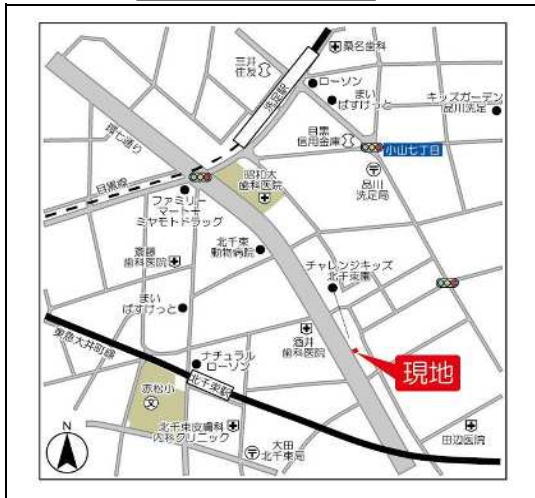 桑名歯科
三井
住友
ローソン
洗足駅
まい
ばすけっと
キッズガーデン
品川洗足
環七通り
目黒
信用金庫
小山七丁目
目黒線
昭和大
歯科医院
品川
洗足局
ファミリー
マート+
ミヤモトドラッグ
北千束
動物病院
斎藤
歯科医院
チャレンジキッズ
北千束園
まい
ばすけっと
東急大井町線
酒井
歯科医院
ナチュラル
ローソン
現地
北千束駅
赤松小
文
N
北千束皮膚科
内科クリニック
大田
北千束局
田辺医院